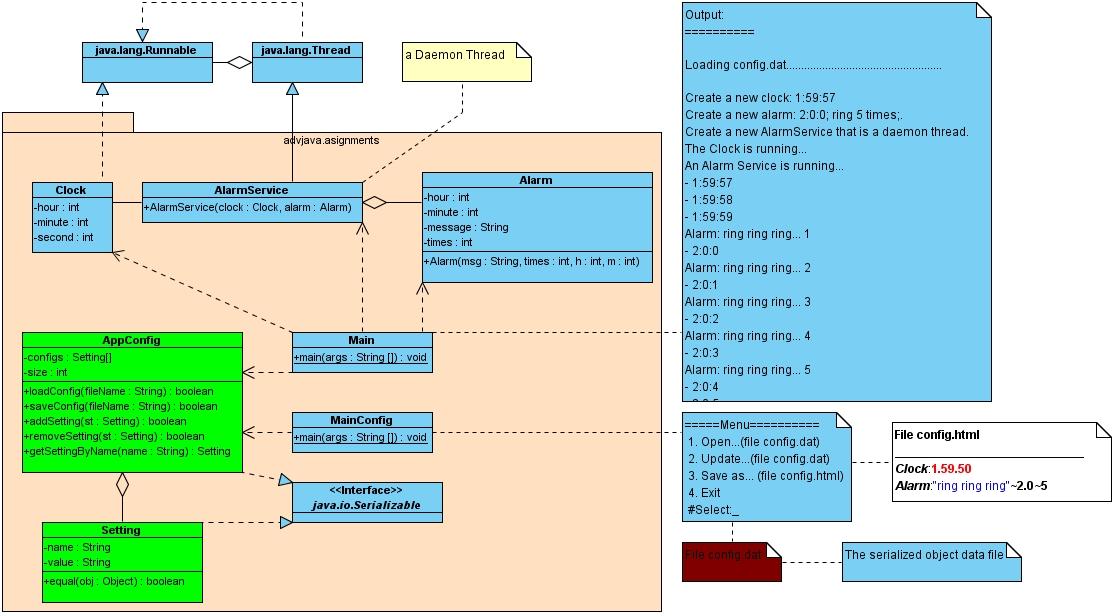 java.lang.Runnable
java.lang.Thread
a Daemon Thread
advjava.asignments
Clock
-hour : int
-minute : int
-second : int
AlarmService
+AlarmService(clock : Clock, alarm : Alarm)
Alarm
-hour : int
-minute : int
-message : String
-times : int
+Alarm(msg : String, times : int, h : int, m : int)
AppConfig
-configs : Setting[]
-size : int
+loadConfig(fileName : String) : boolean
+saveConfig(fileName : String) : boolean
+addSetting(st : Setting) : boolean
+removeSetting(st : Setting) : boolean
+getSettingByName(name : String) : Setting
Main
+main(args : String []) : void
MainConfig
+main(args : String []) : void
<<Interface>>
java.io.Serializable
Setting
-name : String
-value : String
+equal(obj : Object) : boolean
Output:
==========
Loading config.dat....................................................
Create a new clock: 1:59:57
Create a new alarm: 2:0:0; ring 5 times;.
Create a new AlarmService that is a daemon thread.
The Clock is running...
An Alarm Service is running...
- 1:59:57
- 1:59:58
- 1:59:59
Alarm: ring ring ring... 1
- 2:0:0
Alarm: ring ring ring... 2
- 2:0:1
Alarm: ring ring ring... 3
- 2:0:2
Alarm: ring ring ring... 4
- 2:0:3
Alarm: ring ring ring... 5
- 2:0:4
=====Menu==========
1. Open...(file config.dat)
2. Update...(file config.dat)
3. Save as... (file config.html)
4. Exit
#Select:_
File config.html
Clock:1.59.50
Alarm:"ring ring ring"~2.0~5
File config.dat
The serialized object data file